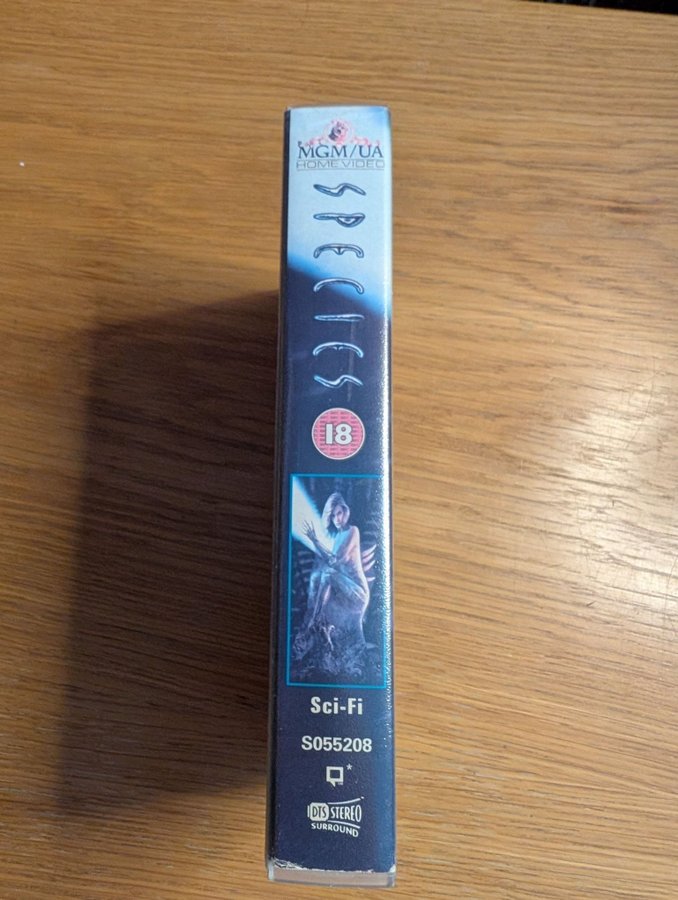 MGM/UA
HOME VIDEO
SPECIES
18
Sci-Fi
S055208
*
DTS STEREO
SURROUND